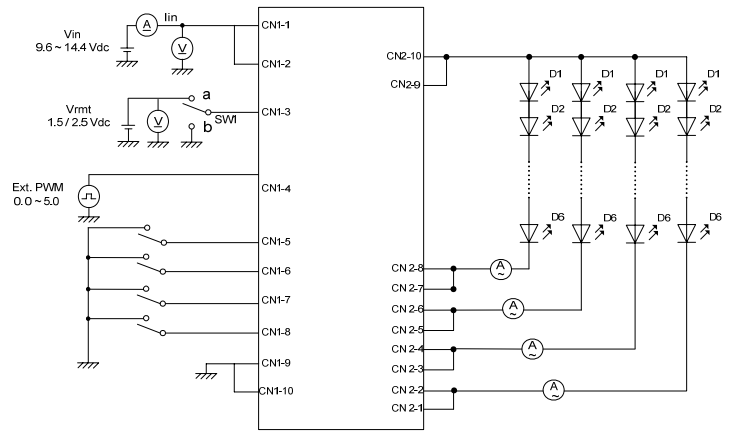 Vin
9.6 ~ 14.4 Vdc
A
Iin
V
CN1-1
CN1-2
Vrmt
1.5 / 2.5 Vdc
V
a
b
SW1
CN1-3
Ext. PWM
0.0 ~ 5.0
CN1-4
CN1-5
CN1-6
CN1-7
CN1-8
CN1-9
CN1-10
CN2-10
CN2-9
D1 D1 D1 D1
D2 D2 D2 D2
D6 D6 D6 D6
CN 2-8
A
~
CN 2-7
CN 2-6
A
~
CN 2-5
CN 2-4
A
~
CN 2-3
CN 2-2
A
~
CN 2-1